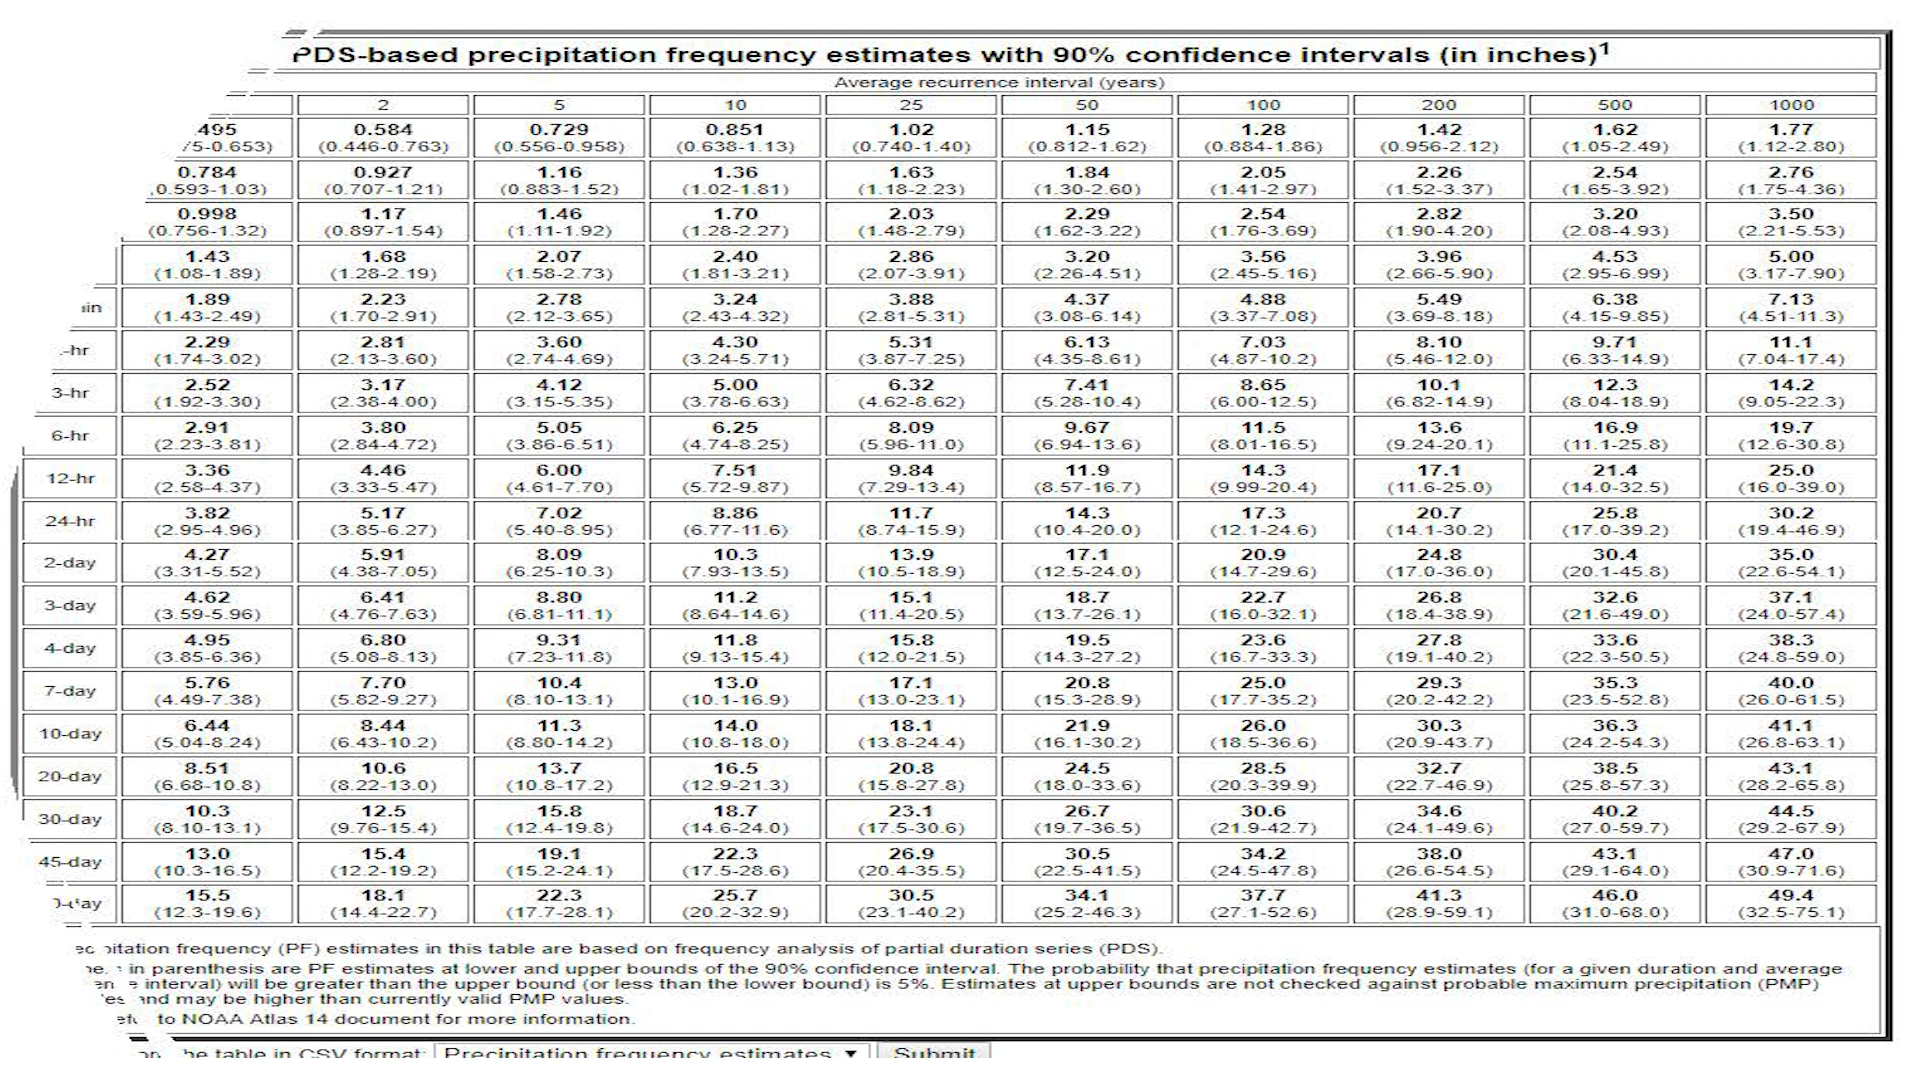 PDS-based precipitation frequency estimates with 90% confidence intervals (in inches)1
Average recurrence interval (years)
2 5 10 25 50 100 200 500 1000
.495 0.584 0.729 0.851 1.02 1.15 1.28 1.42 1.62 1.77
5-0.653) (0.446-0.763) (0.556-0.958) (0.638-1.13) (0.740-1.40) (0.812-1.62) (0.884-1.86) (0.956-2.12) (1.05-2.49) (1.12-2.80)
0.784 0.927 1.16 1.36 1.63 1.84 2.05 2.26 2.54 2.76
0.593-1.03) (0.707-1.21) (0.883-1.52) (1.02-1.81) (1.18-2.23) (1.30-2.60) (1.41-2.97) (1.52-3.37) (1.65-3.92) (1.75-4.36)
0.998 1.17 1.46 1.70 2.03 2.29 2.54 2.82 3.20 3.50
(0.756-1.32) (0.897-1.54) (1.11-1.92) (1.28-2.27) (1.48-2.79) (1.62-3.22) (1.76-3.69) (1.90-4.20) (2.08-4.93) (2.21-5.53)
1.43 1.68 2.07 2.40 2.86 3.20 3.56 3.96 4.53 5.00
(1.08-1.89) (1.28-2.19) (1.58-2.73) (1.81-3.21) (2.07-3.91) (2.26-4.51) (2.45-5.16) (2.66-5.90) (2.95-6.99) (3.17-7.90)
in 1.89 2.23 2.78 3.24 3.88 4.37 4.88 5.49 6.38 7.13
(1.43-2.49) (1.70-2.91) (2.12-3.65) (2.43-4.32) (2.81-5.31) (3.08-6.14) (3.37-7.08) (3.69-8.18) (4.15-9.85) (4.51-11.3)
-hr 2.29 2.81 3.60 4.30 5.31 6.13 7.03 8.10 9.71 11.1
(1.74-3.02) (2.13-3.60) (2.74-4.69) (3.24-5.71) (3.87-7.25) (4.35-8.61) (4.87-10.2) (5.46-12.0) (6.33-14.9) (7.04-17.4)
3-hr 2.52 3.17 4.12 5.00 6.32 7.41 8.65 10.1 12.3 14.2
(1.92-3.30) (2.38-4.00) (3.15-5.35) (3.78-6.63) (4.62-8.62) (5.28-10.4) (6.00-12.5) (6.82-14.9) (8.04-18.9) (9.05-22.3)
6-hr 2.91 3.80 5.05 6.25 8.09 9.67 11.5 13.6 16.9 19.7
(2.23-3.81) (2.84-4.72) (3.86-6.51) (4.74-8.25) (5.96-11.0) (6.94-13.6) (8.01-16.5) (9.24-20.1) (11.1-25.8) (12.6-30.8)
12-hr 3.36 4.46 6.00 7.51 9.84 11.9 14.3 17.1 21.4 25.0
(2.58-4.37) (3.33-5.47) (4.61-7.70) (5.72-9.87) (7.29-13.4) (8.57-16.7) (9.99-20.4) (11.6-25.0) (14.0-32.5) (16.0-39.0)
24-hr 3.82 5.17 7.02 8.86 11.7 14.3 17.3 20.7 25.8 30.2
(2.95-4.96) (3.85-6.27) (5.40-8.95) (6.77-11.6) (8.74-15.9) (10.4-20.0) (12.1-24.6) (14.1-30.2) (17.0-39.2) (19.4-46.9)
2-day 4.27 5.91 8.09 10.3 13.9 17.1 20.9 24.8 30.4 35.0
(3.31-5.52) (4.38-7.05) (6.25-10.3) (7.93-13.5) (10.5-18.9) (12.5-24.0) (14.7-29.6) (17.0-36.0) (20.1-45.8) (22.6-54.1)
3-day 4.62 6.41 8.80 11.2 15.1 18.7 22.7 26.8 32.6 37.1
(3.59-5.96) (4.76-7.63) (6.81-11.1) (8.64-14.6) (11.4-20.5) (13.7-26.1) (16.0-32.1) (18.4-38.9) (21.6-49.0) (24.0-57.4)
4-day 4.95 6.80 9.31 11.8 15.8 19.5 23.6 27.8 33.6 38.3
(3.85-6.36) (5.08-8.13) (7.23-11.8) (9.13-15.4) (12.0-21.5) (14.3-27.2) (16.7-33.3) (19.1-40.2) (22.3-50.5) (24.8-59.0)
7-day 5.76 7.70 10.4 13.0 17.1 20.8 25.0 29.3 35.3 40.0
(4.49-7.38) (5.82-9.27) (8.10-13.1) (10.1-16.9) (13.0-23.1) (15.3-28.9) (17.7-35.2) (20.2-42.2) (23.5-52.8) (26.0-61.5)
10-day 6.44 8.44 11.3 14.0 18.1 21.9 26.0 30.3 36.3 41.1
(5.04-8.24) (6.43-10.2) (8.80-14.2) (10.8-18.0) (13.8-24.4) (16.1-30.2) (18.5-36.6) (20.9-43.7) (24.2-54.3) (26.8-63.1)
20-day 8.51 10.6 13.7 16.5 20.8 24.5 28.5 32.7 38.5 43.1
(6.68-10.8) (8.22-13.0) (10.8-17.2) (12.9-21.3) (15.8-27.8) (18.0-33.6) (20.3-39.9) (22.7-46.9) (25.8-57.3) (28.2-65.8)
30-day 10.3 12.5 15.8 18.7 23.1 26.7 30.6 34.6 40.2 44.5
(8.10-13.1) (9.76-15.4) (12.4-19.8) (14.6-24.0) (17.5-30.6) (19.7-36.5) (21.9-42.7) (24.1-49.6) (27.0-59.7) (29.2-67.9)
45-day 13.0 15.4 19.1 22.3 26.9 30.5 34.2 38.0 43.1 47.0
(10.3-16.5) (12.2-19.2) (15.2-24.1) (17.5-28.6) (20.4-35.5) (22.5-41.5) (24.5-47.8) (26.6-54.5) (29.1-64.0) (30.9-71.6)
15.5 18.1 22.3 25.7 30.5 34.1 37.7 41.3 46.0 49.4
(12.3-19.6) (14.4-22.7) (17.7-28.1) (20.2-32.9) (23.1-40.2) (25.2-46.3) (27.1-52.6) (28.9-59.1) (31.0-68.0) (32.5-75.1)
frequency (PF) estimates in this table are based on frequency analysis of partial duration series (PDS).
in parenthesis are PF estimates at lower and upper bounds of the 90% confidence interval. The probability that precipitation frequency estimates (for a given duration and average
interval) will be greater than the upper bound (or less than the lower bound) is 5%. Estimates at upper bounds are not checked against probable maximum precipitation (PMP)
and may be higher than currently valid PMP values.
to NOAA Atlas 14 document for more information.
table in CSV format: Precipitation frequency estimates Submit